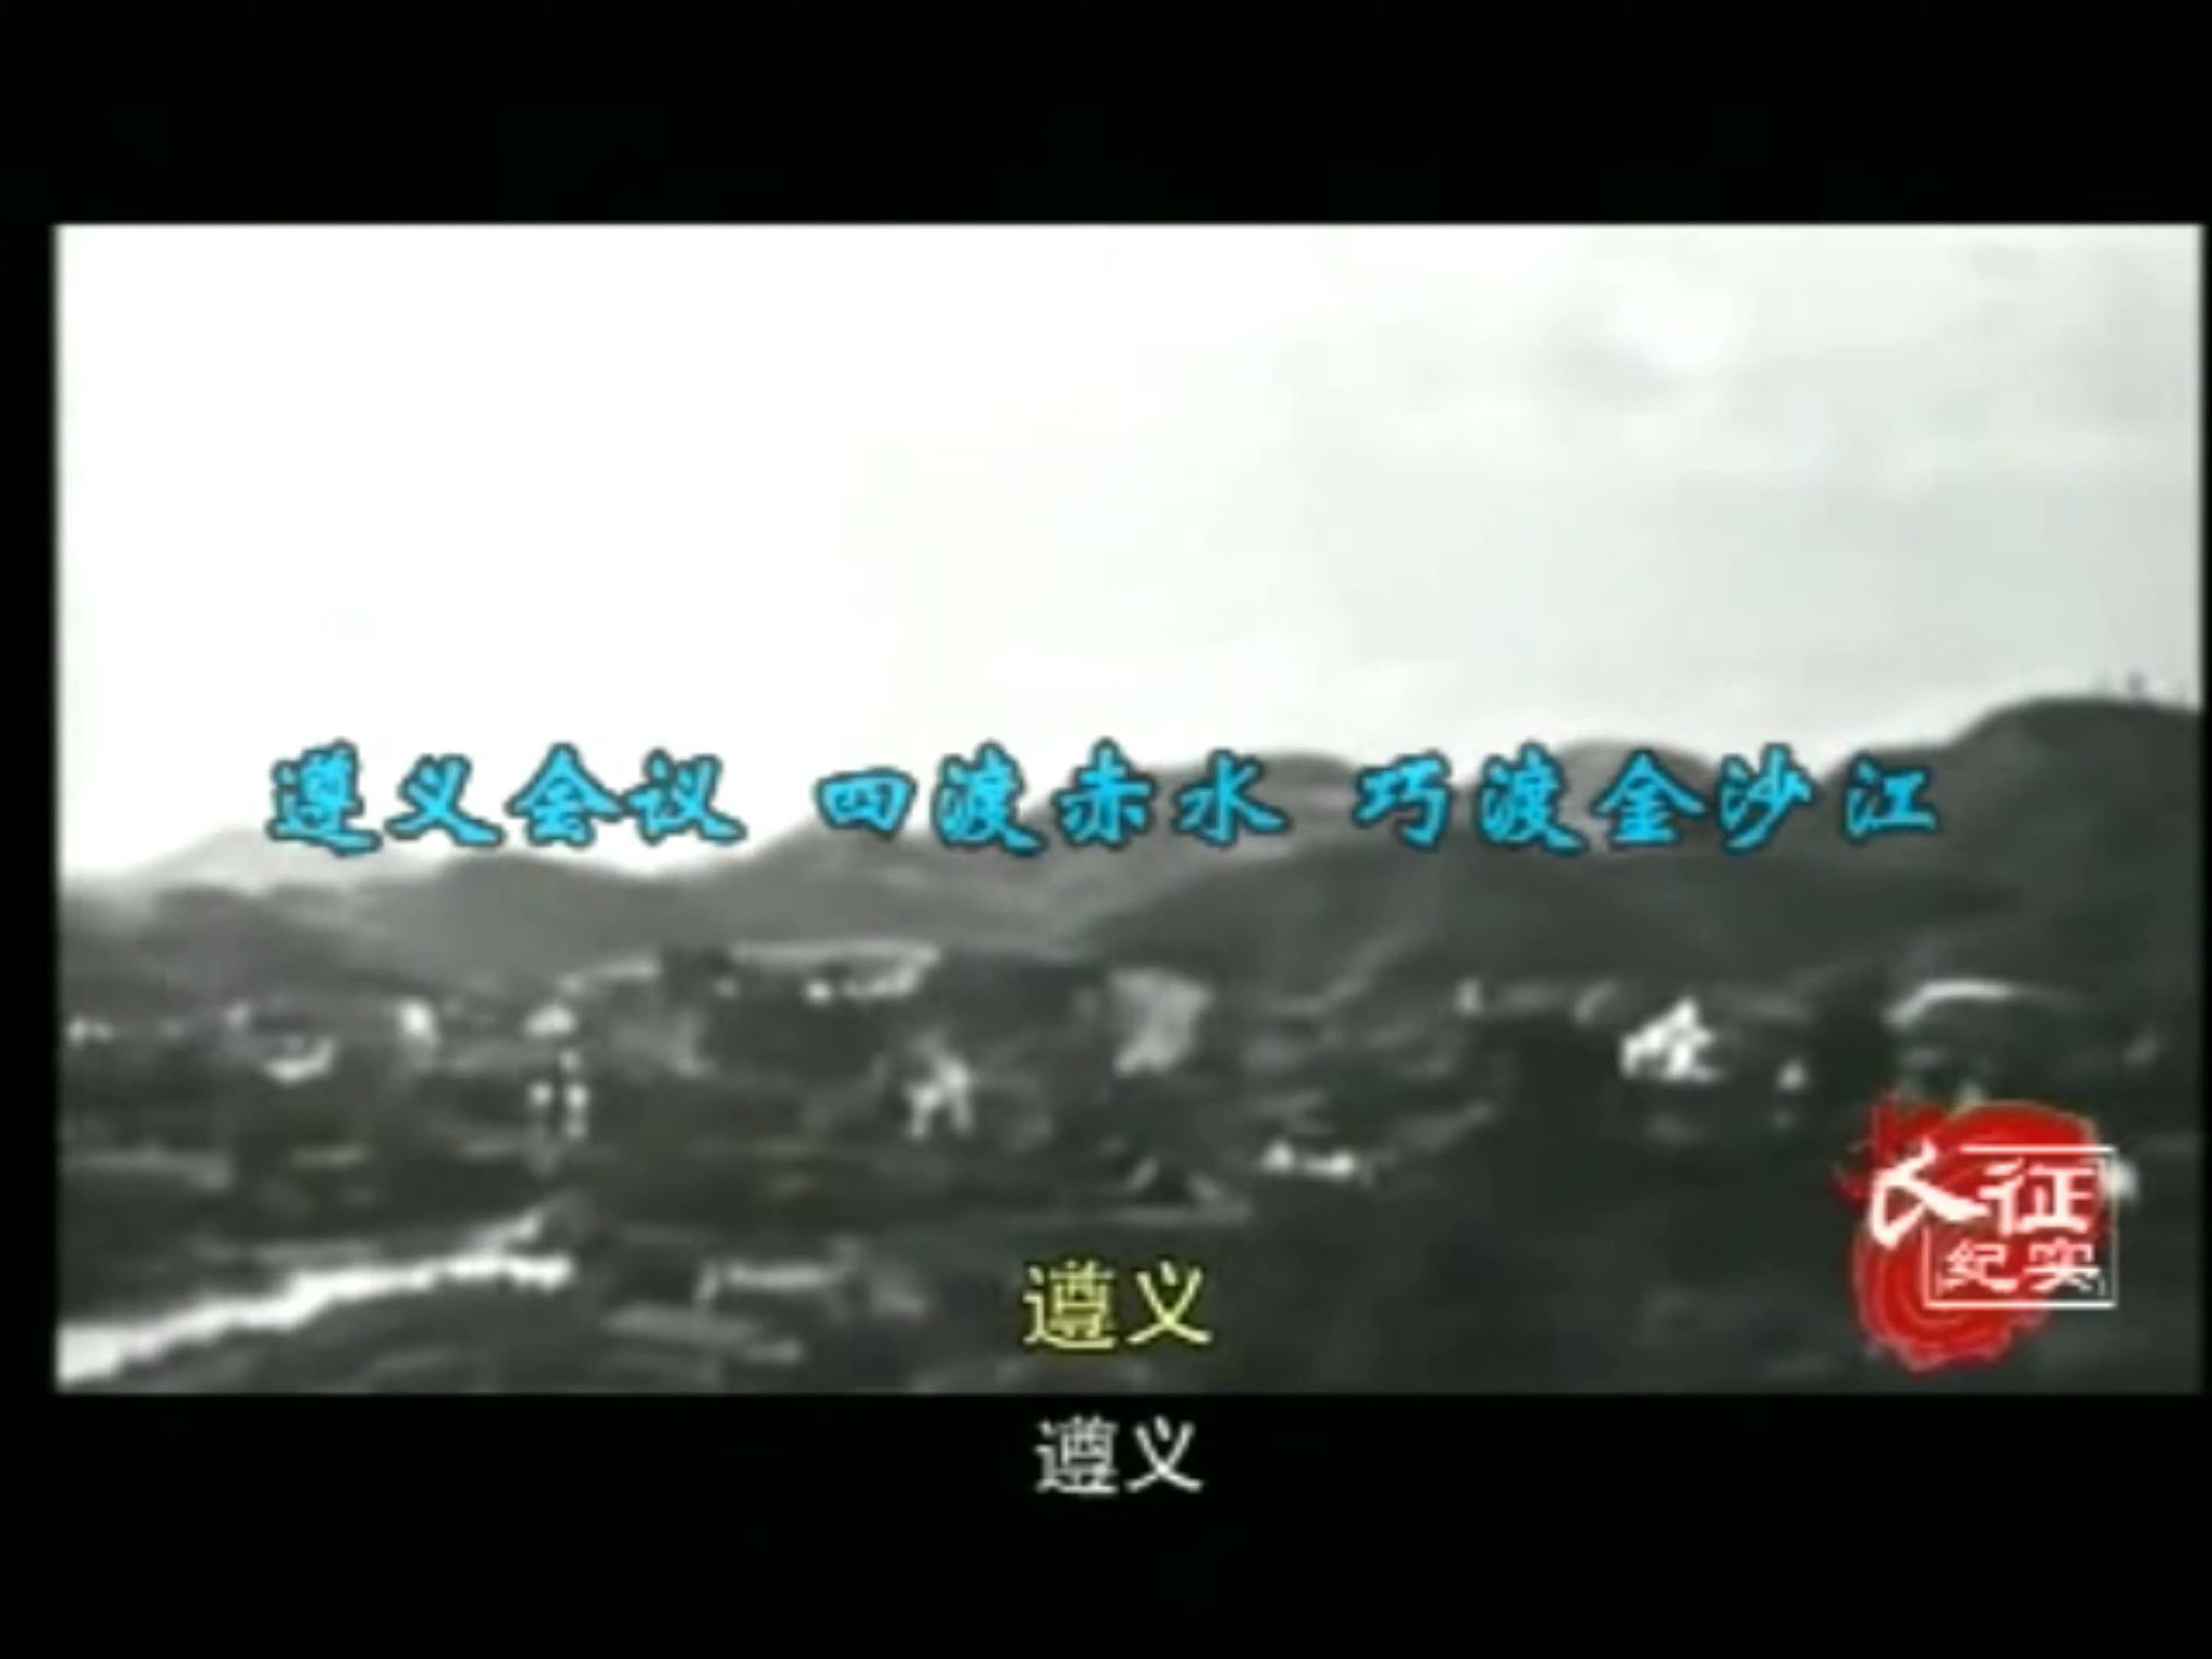 遵义会议 四渡赤水 巧渡金沙江
长征
纪实
遵义
遵义